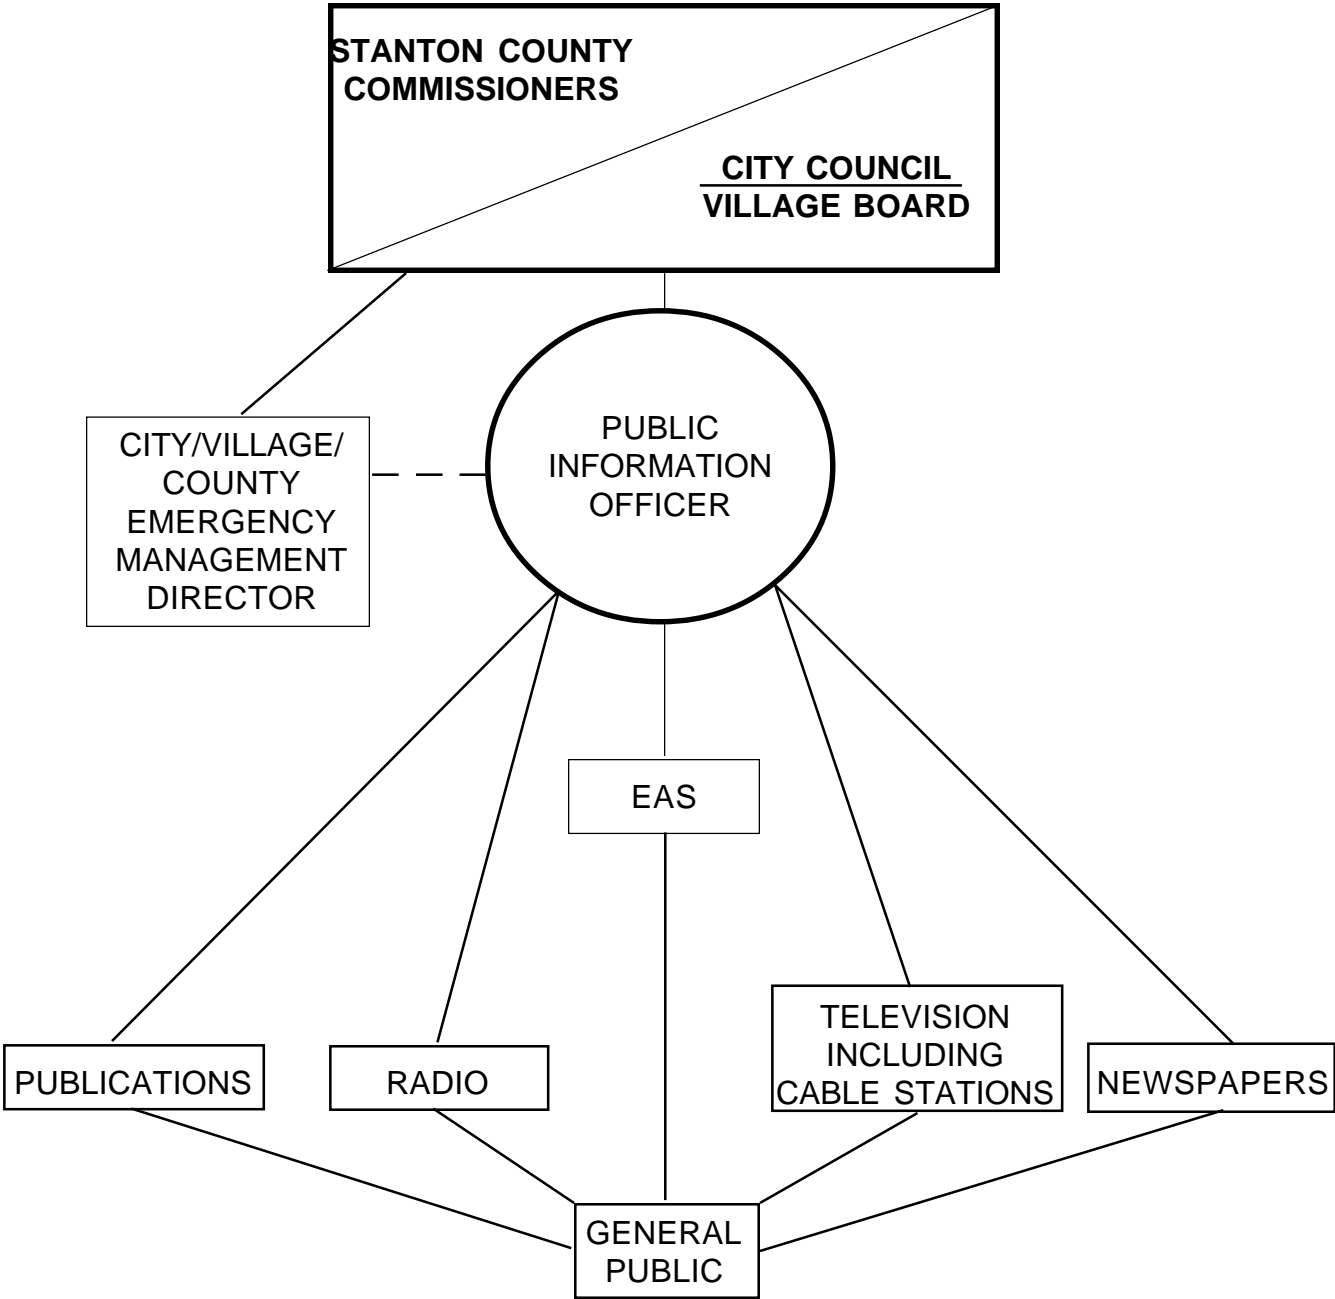 STANTON COUNTY
COMMISSIONERS
CITY COUNCIL
VILLAGE BOARD
PUBLIC
INFORMATION
OFFICER
CITY/VILLAGE/
COUNTY
EMERGENCY
MANAGEMENT
DIRECTOR
EAS
PUBLICATIONS
RADIO
TELEVISION
INCLUDING
CABLE STATIONS
NEWSPAPERS
GENERAL
PUBLIC